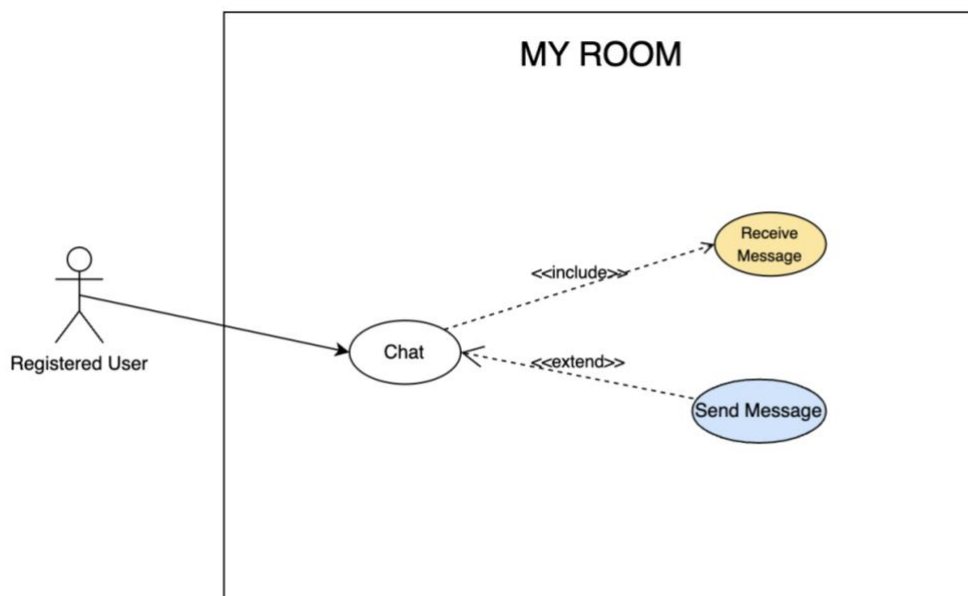 MY ROOM
Receive
Message
<<include>>
Chat
<<extend>>
Registered User
Send Message